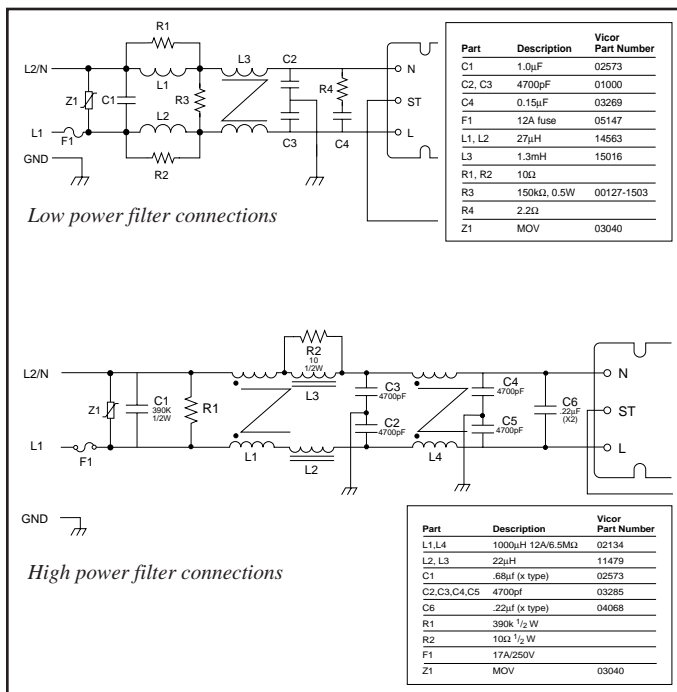 R1
L3
C2
L2/N
N
L1
R4
Z1
C1
R3
ST
L2
L1
L
F1
C3
C4
GND
R2
Low power filter connections
Part Description Vicor Part Number
C1 1.0µF 02573
C2, C3 4700pF 01000
C4 0.15µF 03269
F1 12A fuse 05147
L1, L2 27µH 14563
L3 1.3mH 15016
R1, R2 10Ω
R3 150kΩ, 0.5W 00127-1503
R4 2.2Ω
Z1 MOV 03040
L2/N
R2
10
1/2W
L3
N
C1
390K
1/2W
Z1
R1
C3
4700pF
C4
4700pF
C6
.22µF
(X2)
ST
C2
4700pF
C5
4700pF
L1
F1
L1
L2
L4
L
GND
High power filter connections
Part Description Vicor Part Number
L1,L4 1000µH 12A/6.5MΩ 02134
L2, L3 22µH 11479
C1 .68µf (x type) 02573
C2,C3,C4,C5 4700pf 03285
C6 .22µf (x type) 04068
R1 390k 1/2 W
R2 10Ω 1/2 W
F1 17A/250V
Z1 MOV 03040